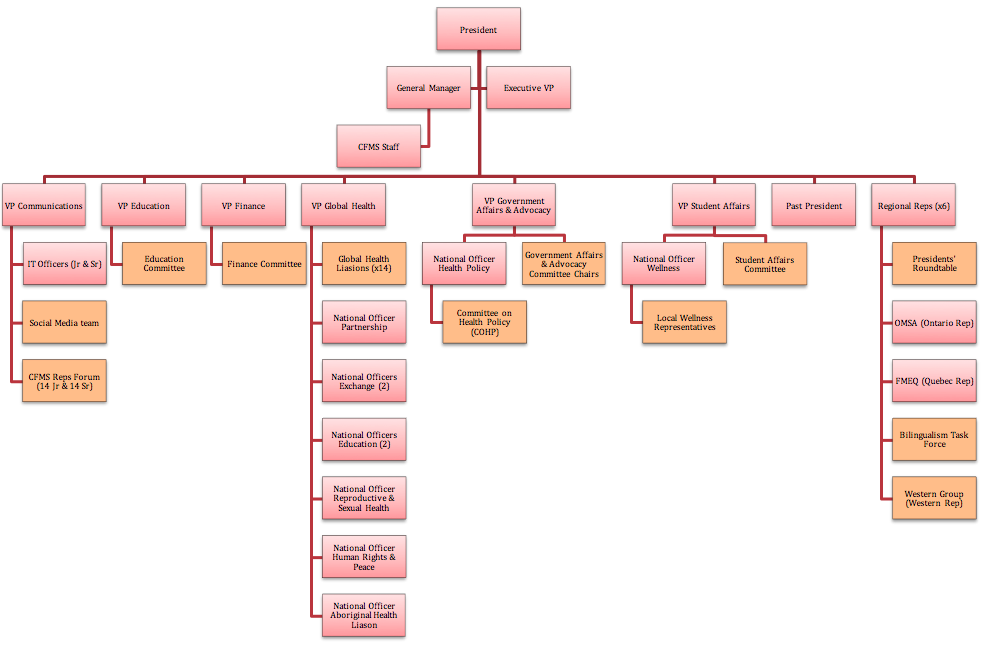 President
General Manager
Executive VP
CFMS Staff
VP Communications
VP Education
VP Finance
VP Global Health
VP Government
Affairs & Advocacy
VP Student Affairs
Past President
Regional Reps (x6)
IT Officers (Jr & Sr)
Social Media team
CFMS Reps Forum
(14 Jr & 14 Sr)
Education
Committee
Finance Committee
Global Health
Liasions (x14)
National Officer
Partnership
National Officers
Exchange (2)
National Officers
Education (2)
National Officer
Reproductive &
Sexual Health
National Officer
Human Rights &
Peace
National Officer
Aboriginal Health
Liason
National Officer
Health Policy
Committee on
Health Policy
(COHP)
Government Affairs
& Advocacy
Committee Chairs
National Officer
Wellness
Local Wellness
Representatives
Student Affairs
Committee
Presidents'
Roundtable
OMSA (Ontario Rep)
FMEQ (Quebec Rep)
Bilingualism Task
Force
Western Group
(Western Rep)